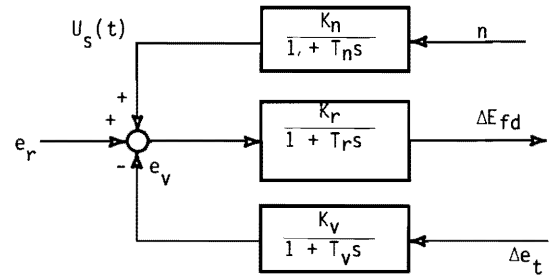 U_s(t)
K_n
1 + T_ns
n
+
+
e_r
-
e_v
K_r
1 + T_rs
ΔE_fd
K_v
1 + T_vs
Δe_t